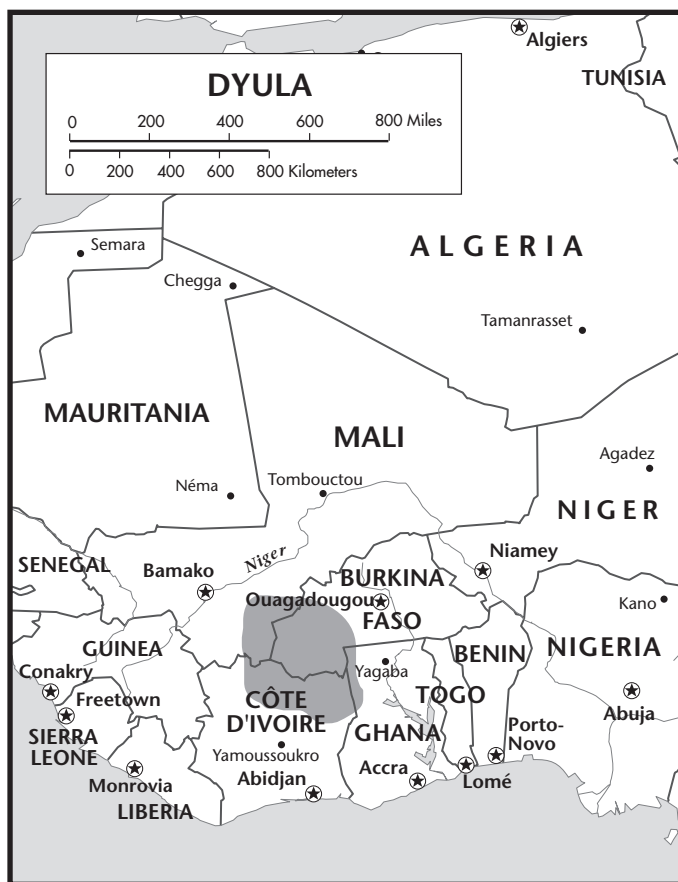 Algiers
TUNISIA
DYULA
0 200 400 600 800 Miles
0 200 400 600 800 Kilometers
Semara
ALGERIA
Chegga
Tamanrasset
MAURITANIA
MALI
Agadez
Néma
Tombouctou
NIGER
Niger
SENEGAL
Bamako
Niamey
BURKINA
Ouagadougou
FASO
Kano
GUINEA
BENIN
NIGERIA
Conakry
Yagaba
Freetown
CÔTE
TOGO
Abuja
D'IVOIRE
SIERRA
GHANA
Porto-
LEONE
Novo
Yamoussoukro
Monrovia
Abidjan
Accra
Lomé
LIBERIA